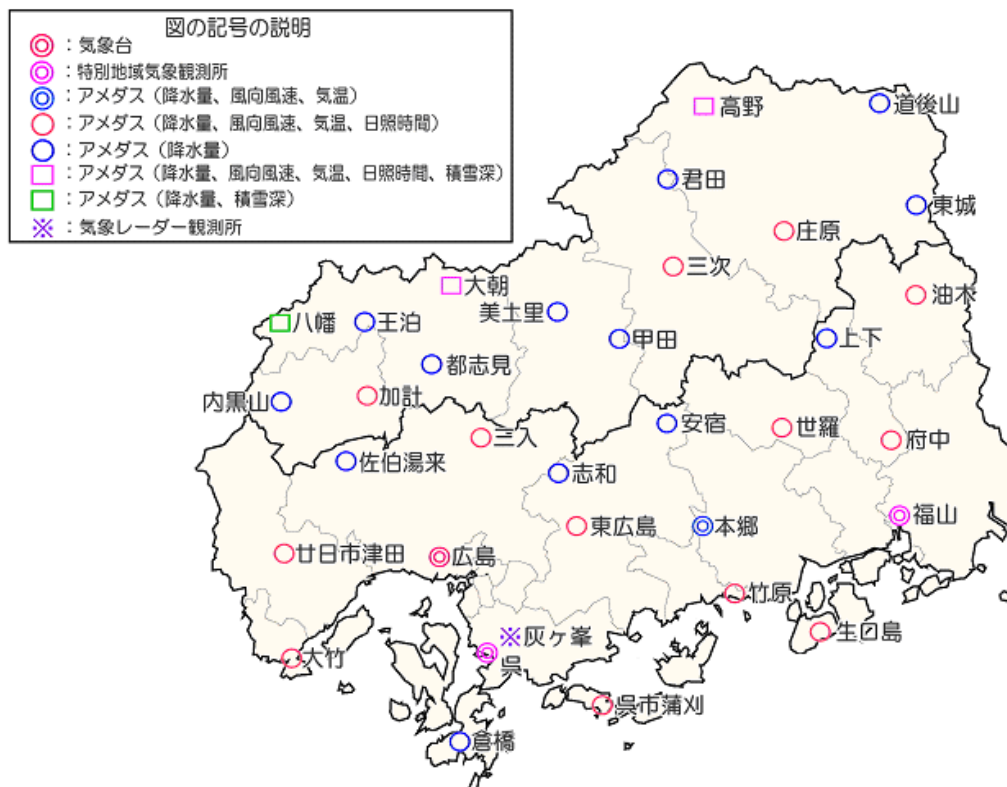 図の記号の説明
◎ : 気象台
◎ : 特別地域気象観測所
◎ : アメダス（降水量、風向風速、気温）
○ : アメダス（降水量、風向風速、気温、日照時間）
○ : アメダス（降水量）
□ : アメダス（降水量、風向風速、気温、日照時間、積雪深）
□ : アメダス（降水量、積雪深）
※ : 気象レーダー観測所
高野
道後山
君田
東城
庄原
三次
大朝
油木
美土里
八幡
王泊
甲田
上下
都志見
内黒山
加計
安宿
世羅
三入
府中
佐伯湯来
志和
福山
東広島
本郷
廿日市津田
広島
竹原
※灰ヶ峯
生口島
大竹
呉
呉市蒲刈
倉橋